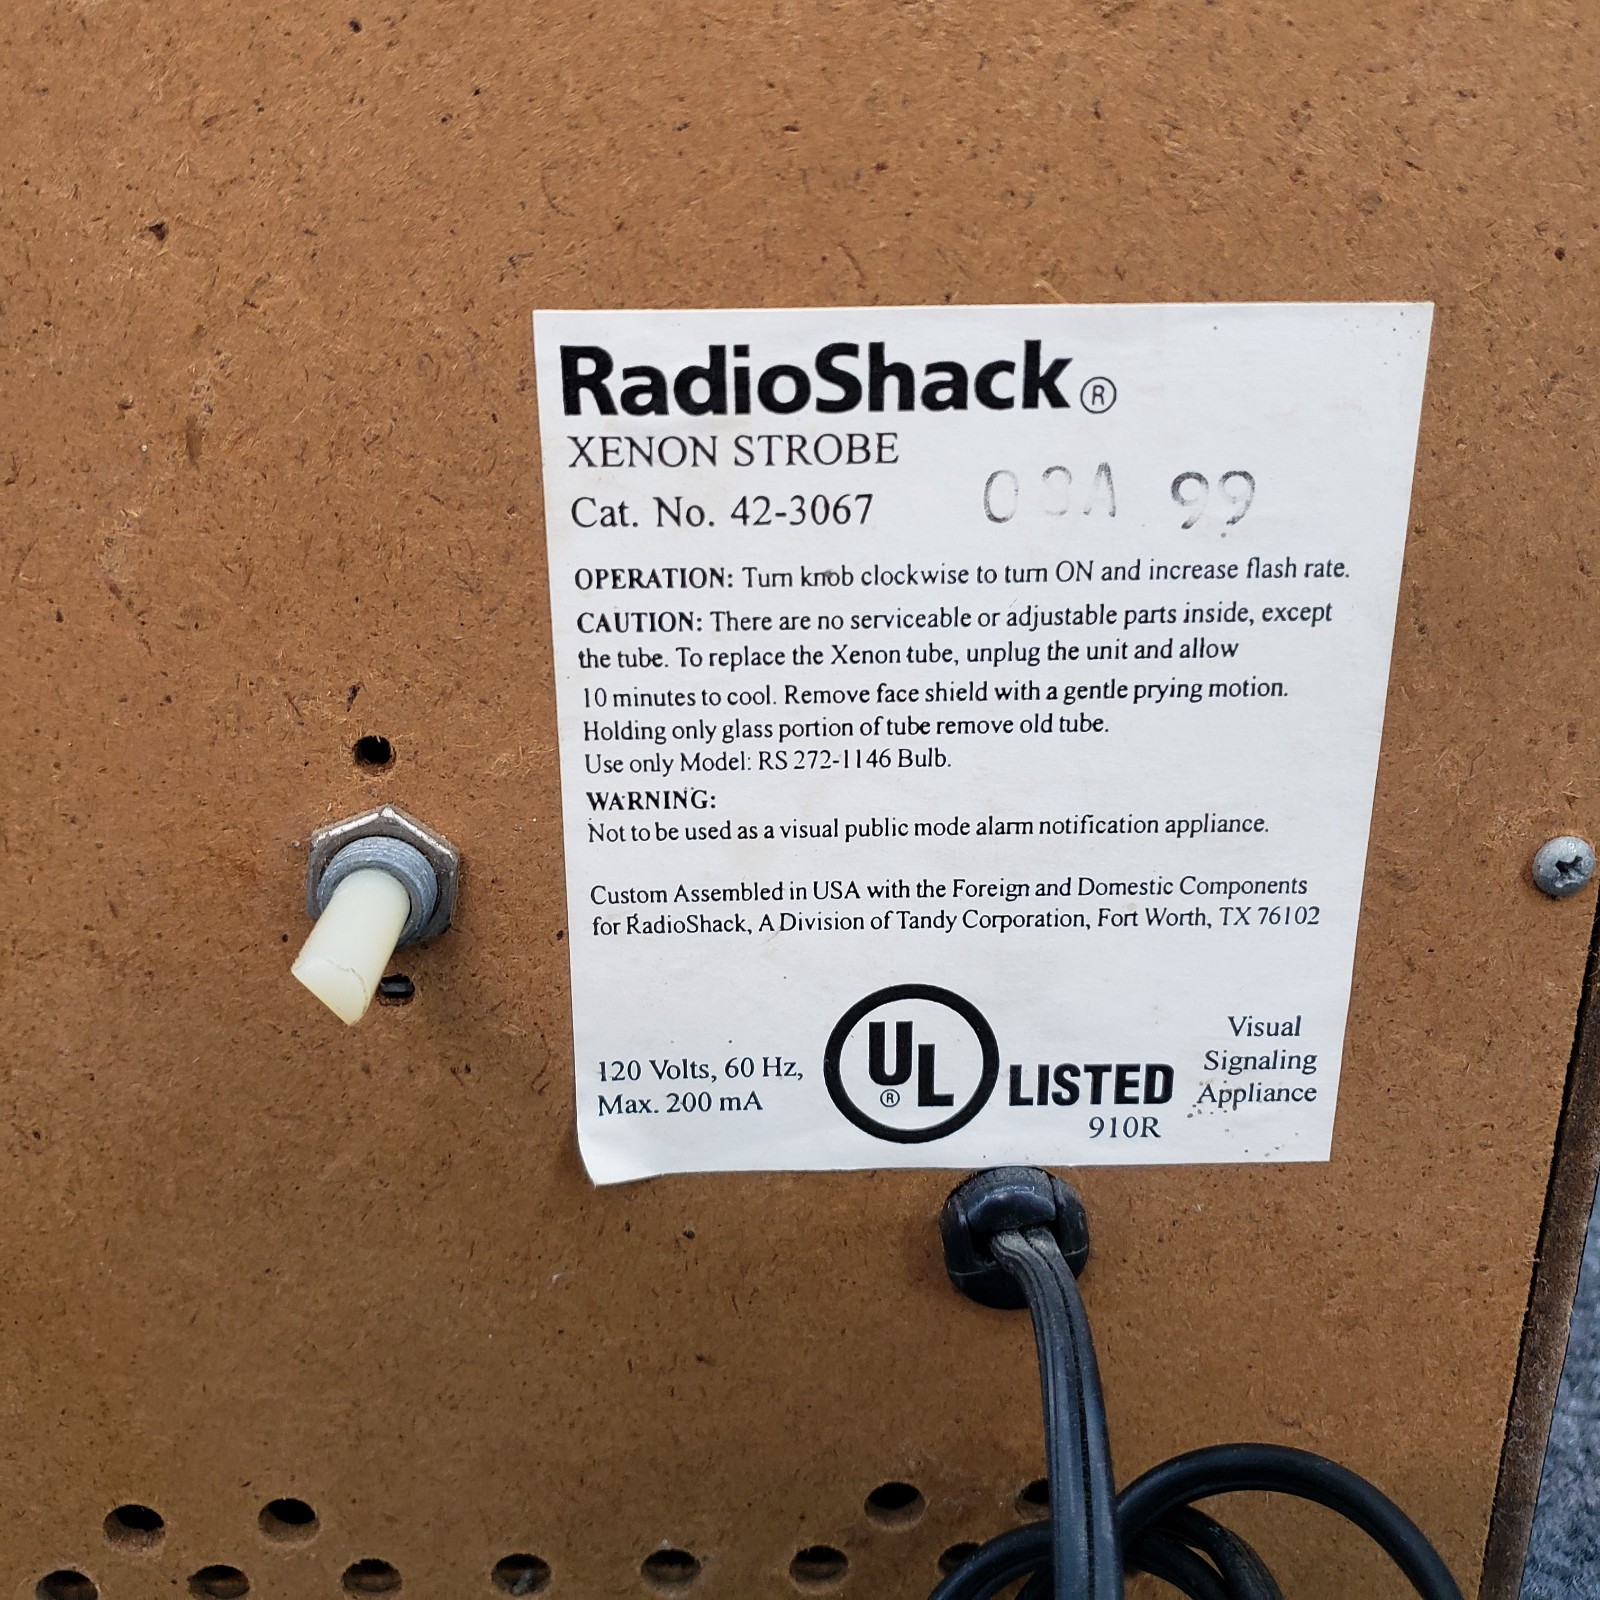 RadioShack®
XENON STROBE
Cat. No. 42-3067
03A 99
OPERATION: Turn knob clockwise to turn ON and increase flash rate.
CAUTION: There are no serviceable or adjustable parts inside, except
the tube. To replace the Xenon tube, unplug the unit and allow
10 minutes to cool. Remove face shield with a gentle prying motion.
Holding only glass portion of tube remove old tube.
Use only Model: RS 272-1146 Bulb.
WARNING:
Not to be used as a visual public mode alarm notification appliance.
Custom Assembled in USA with the Foreign and Domestic Components
for RadioShack, A Division of Tandy Corporation, Fort Worth, TX 76102
120 Volts, 60 Hz,
Max. 200 mA
UL®
LISTED
910R
Visual
Signaling
Appliance